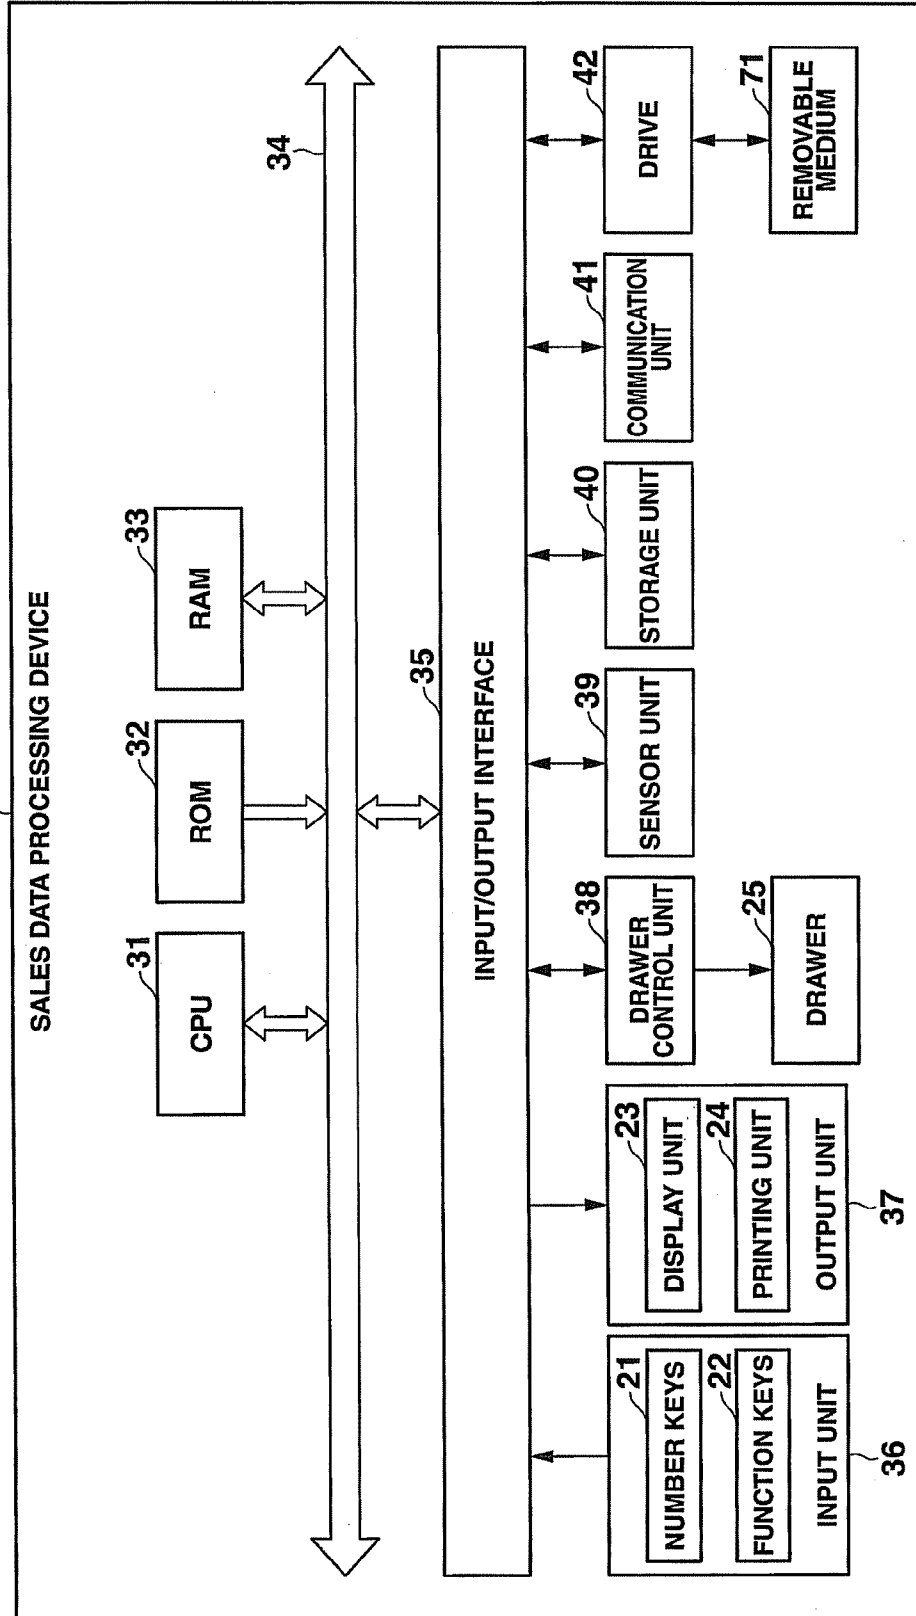 SALES DATA PROCESSING DEVICE
31
CPU
32
ROM
33
RAM
34
35
INPUT/OUTPUT INTERFACE
21
NUMBER KEYS
22
FUNCTION KEYS
INPUT UNIT
36
23
DISPLAY UNIT
24
PRINTING UNIT
OUTPUT UNIT
37
38
DRAWER
CONTROL UNIT
25
DRAWER
39
SENSOR UNIT
40
STORAGE UNIT
41
COMMUNICATION
UNIT
42
DRIVE
71
REMOVABLE
MEDIUM